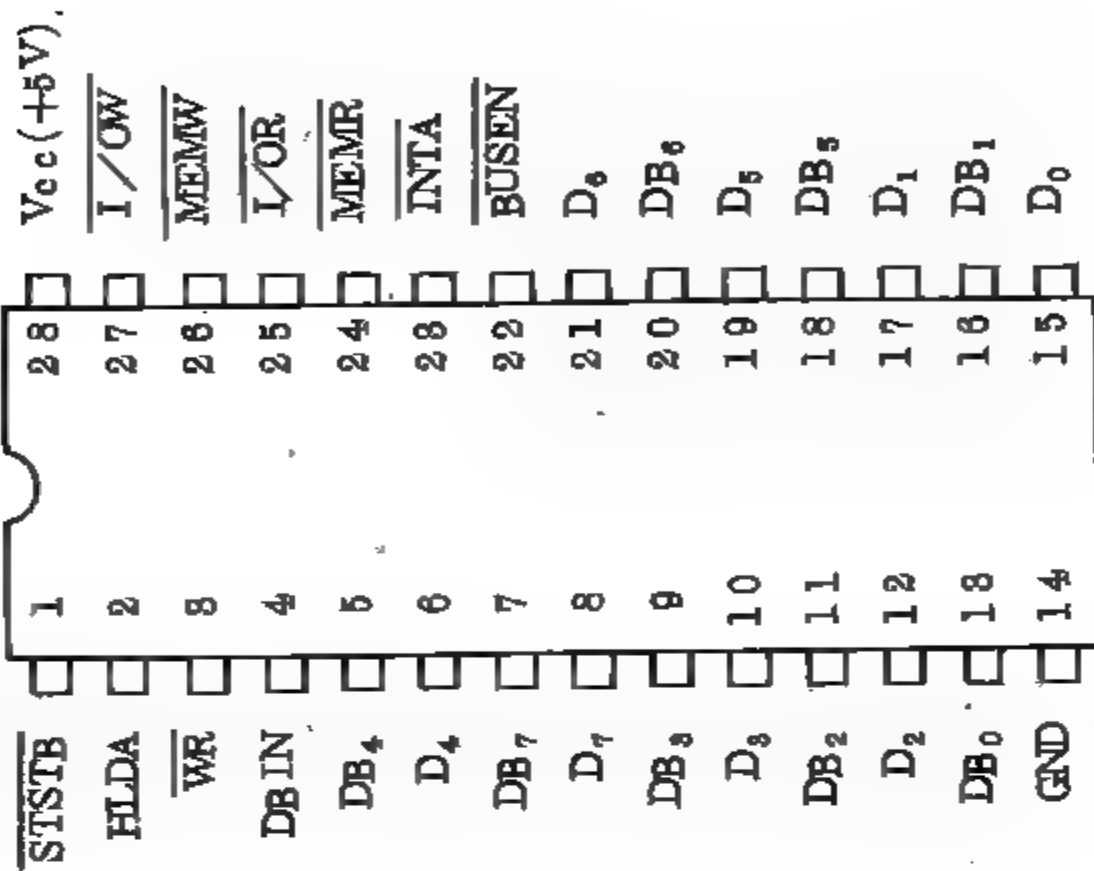 Vcc(+5V).
I/OW
MEMW
I/OR
MEMR
INTA
BUSEN
D₆
DB₆
D₅
DB₅
D₁
DB₁
D₀
28
27
26
25
24
23
22
21
20
19
18
17
16
15
1
2
3
4
5
6
7
8
9
10
11
12
13
14
STSTB
HLDA
WR
DBIN
DB₄
D₄
DB₇
D₇
DB₃
D₃
DB₂
D₂
DB₀
GND